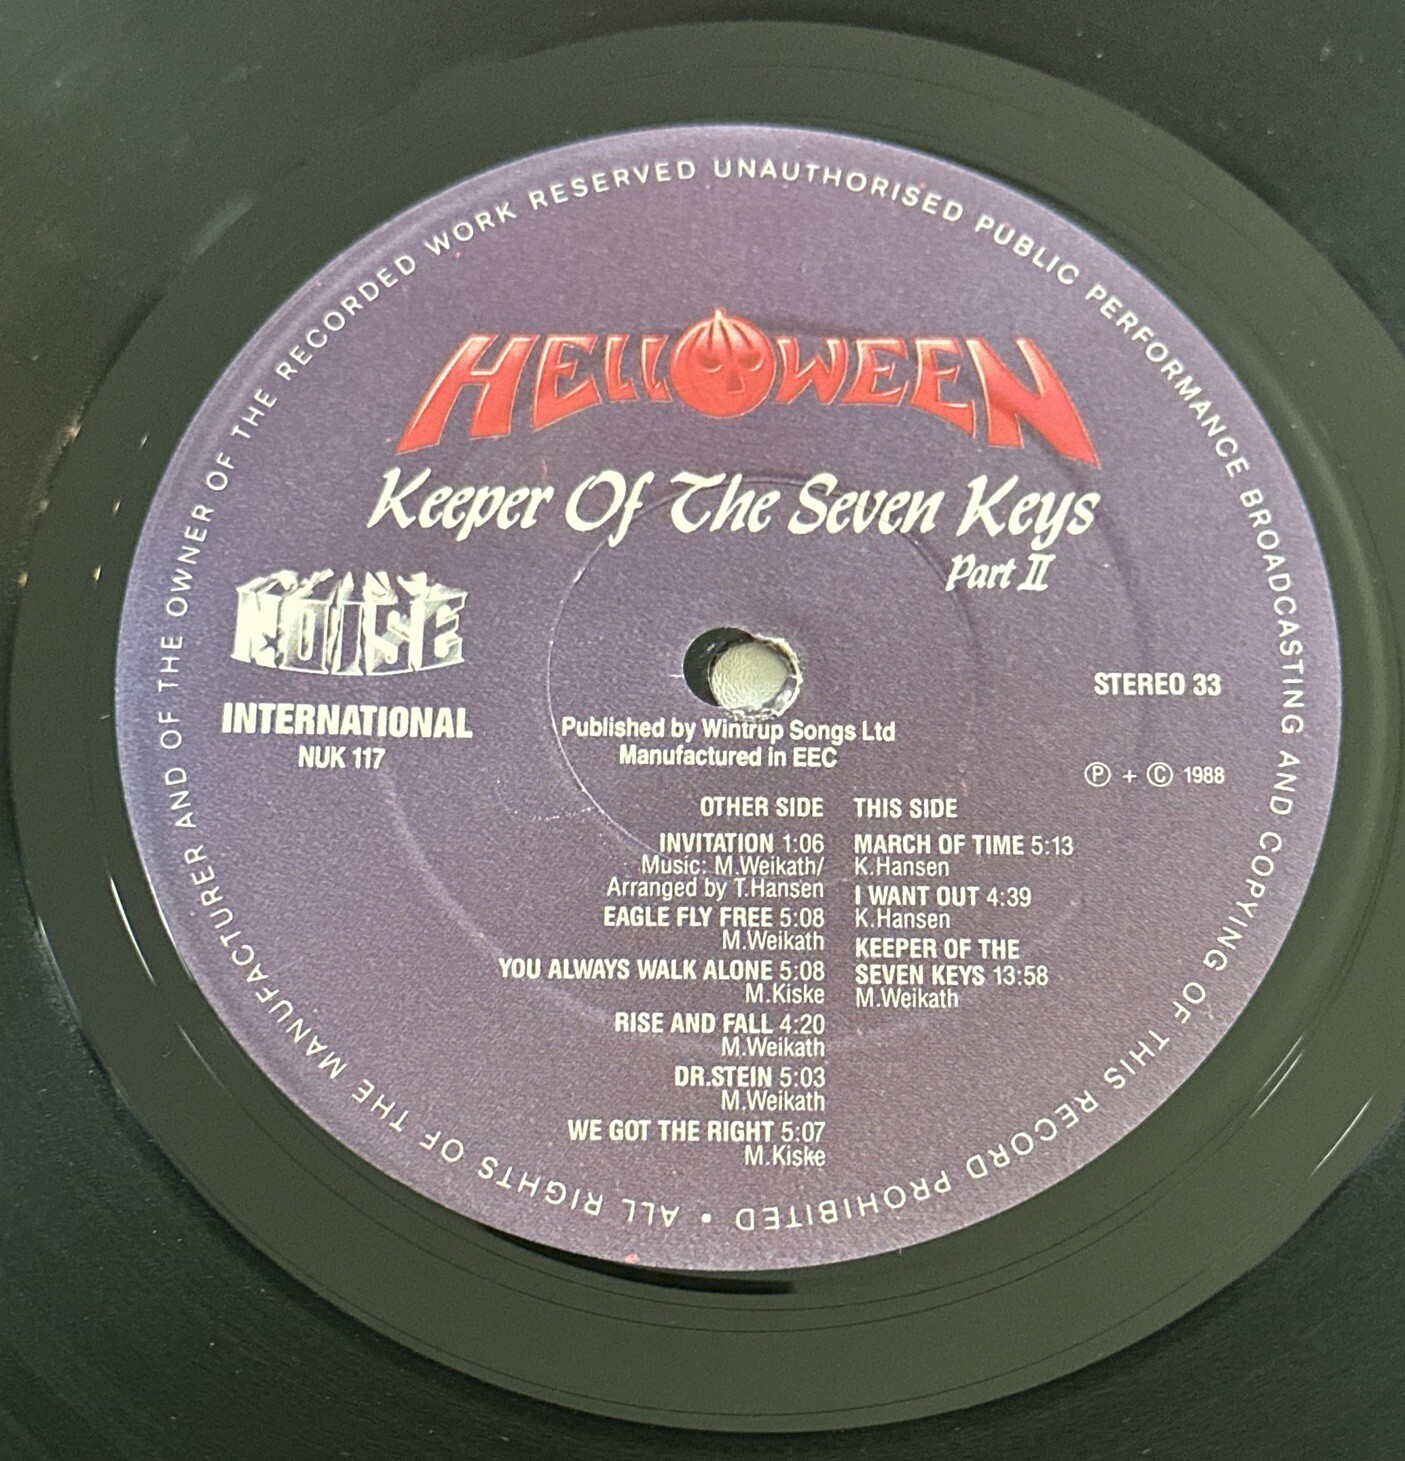 ALL RIGHTS OF THE MANUFACTURER AND OF THE OWNER OF THE RECORDED WORK RESERVED UNAUTHORISED PUBLIC PERFORMANCE BROADCASTING AND COPYING OF THIS RECORD PROHIBITED •
HELLOWEEN
Keeper Of The Seven Keys
Part II
NOISE
INTERNATIONAL
NUK 117
STEREO 33
Ⓟ + © 1988
Published by Wintrup Songs Ltd
Manufactured in EEC
OTHER SIDE
INVITATION 1:06
Music: M.Weikath/
Arranged by T.Hansen
EAGLE FLY FREE 5:08
M.Weikath
YOU ALWAYS WALK ALONE 5:08
M.Kiske
RISE AND FALL 4:20
M.Weikath
DR.STEIN 5:03
M.Weikath
WE GOT THE RIGHT 5:07
M.Kiske
THIS SIDE
MARCH OF TIME 5:13
K.Hansen
I WANT OUT 4:39
K.Hansen
KEEPER OF THE
SEVEN KEYS 13:58
M.Weikath